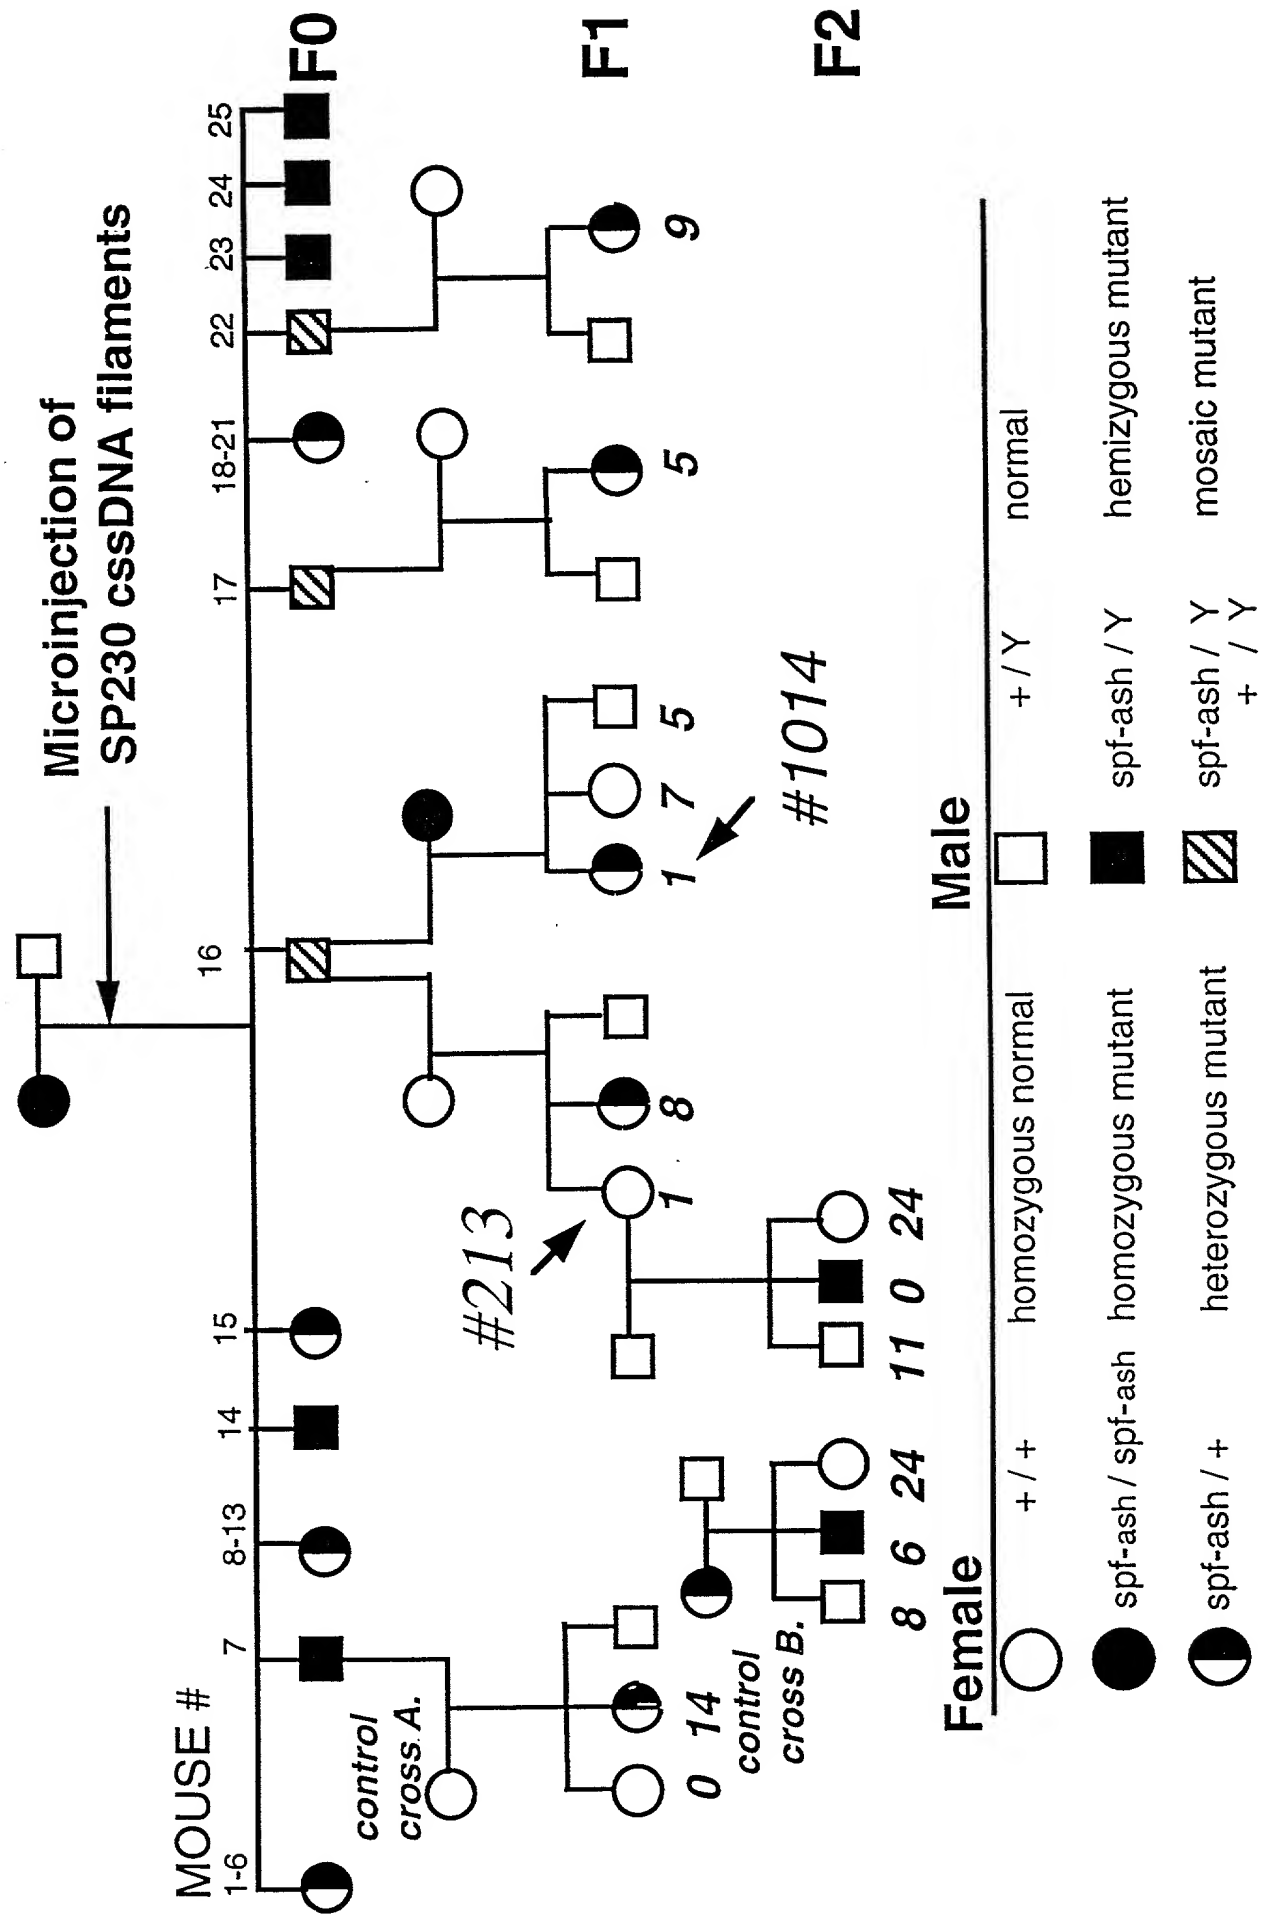 Microinjection of
SP230 cssDNA filaments
MOUSE #
1-6
7
8-13
14
15
16
17
18-21
22
23
24
25
F0
control
cross. A.
#213
F1
0 14
1
8
1
7
5
5
9
#1014
control
cross B.
F2
8 6 24
11 0 24
Female
Male
+ / + homozygous normal
+ / Y normal
spf-ash / spf-ash homozygous mutant
spf-ash / Y hemizygous mutant
spf-ash / + heterozygous mutant
spf-ash / Y mosaic mutant
+ / Y